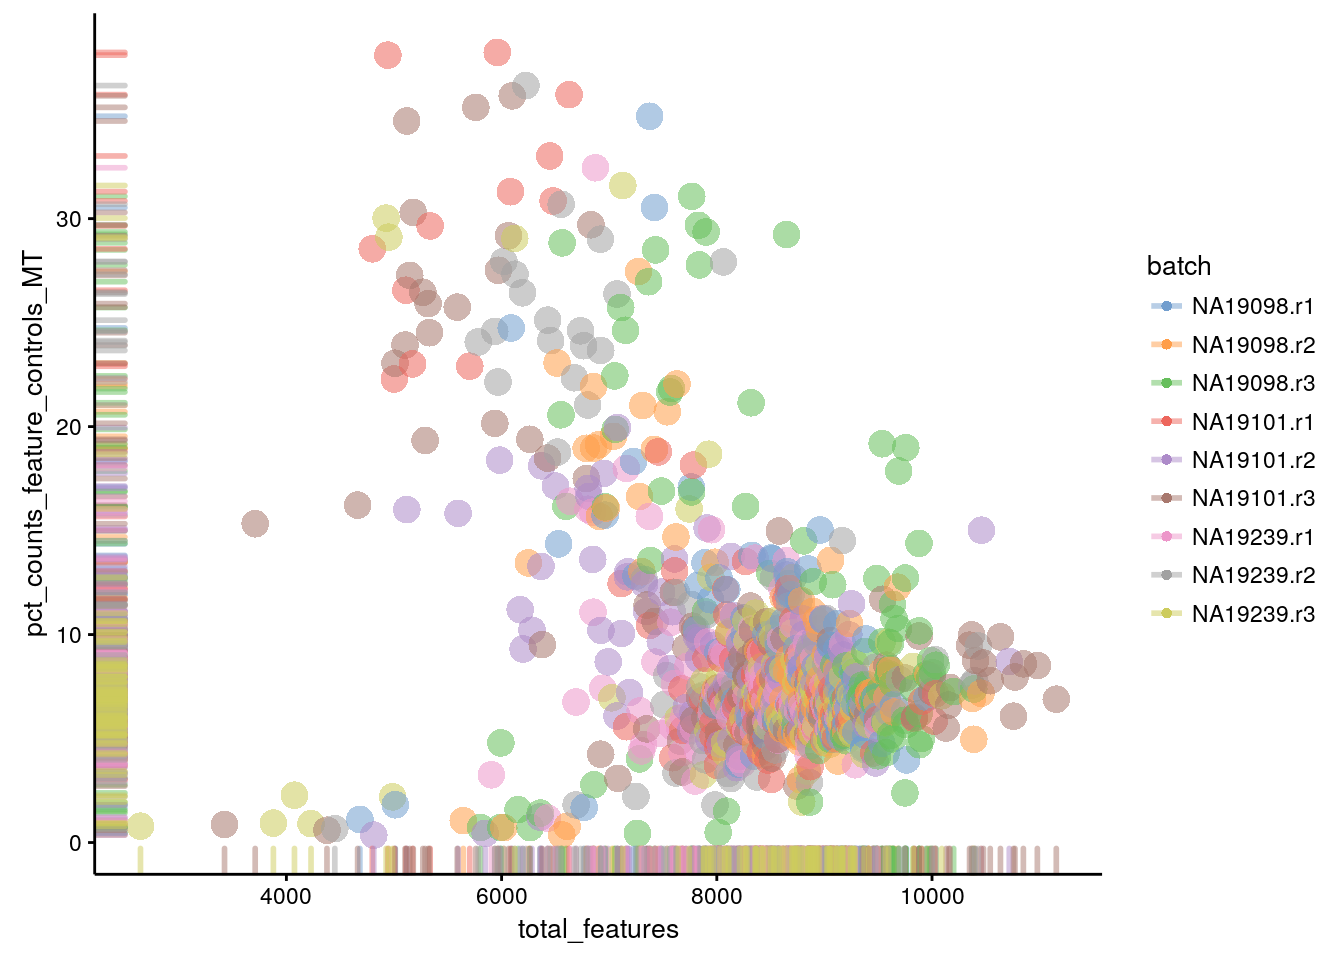 pct_counts_feature_controls_MT
30
20
10
0
4000
6000
8000
10000
total_features
batch
NA19098.r1
NA19098.r2
NA19098.r3
NA19101.r1
NA19101.r2
NA19101.r3
NA19239.r1
NA19239.r2
NA19239.r3